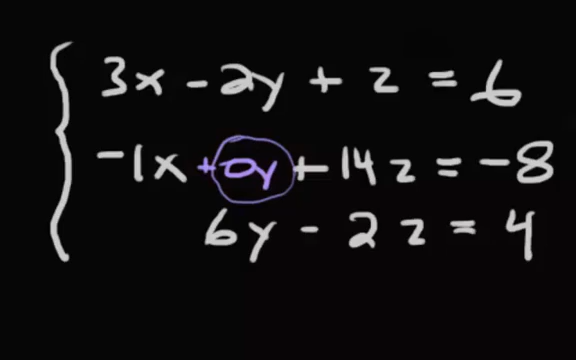 3x - 2y + z = 6
-1x + 0y + 14z = -8
6y - 2z = 4